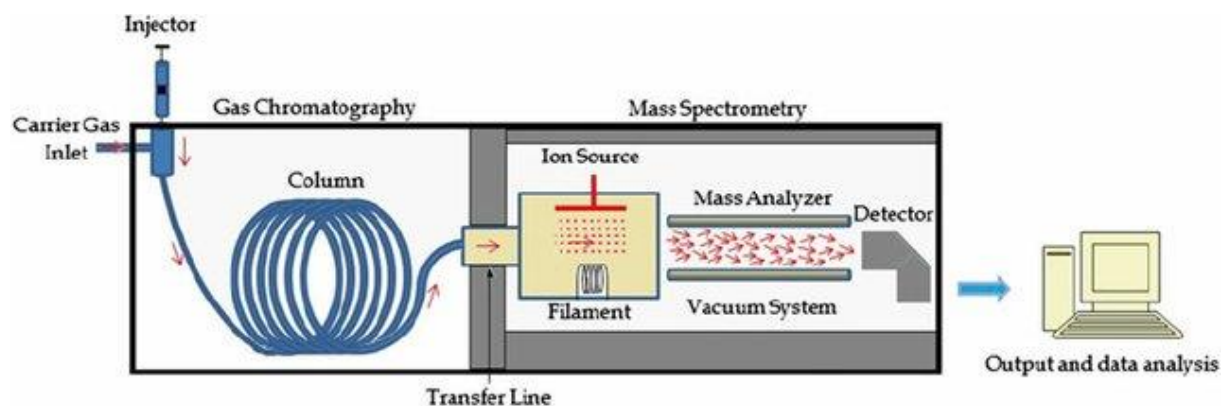 Injector
Gas Chromatography
Mass Spectrometry
Carrier Gas
Inlet
Ion Source
Column
Mass Analyzer
Detector
Filament
Vacuum System
Transfer Line
Output and data analysis